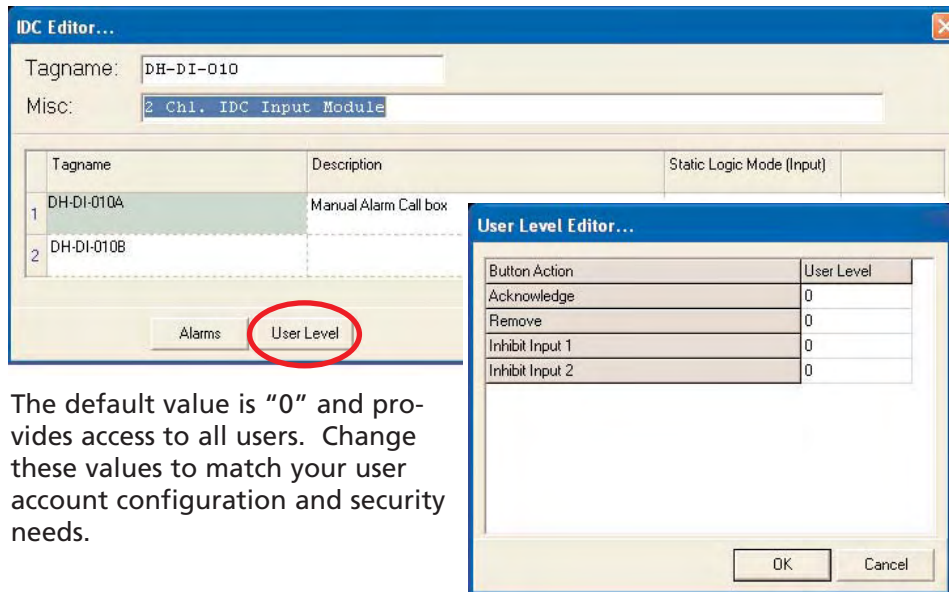 IDC Editor...
Tagname: DH-DI-010
Misc: 2 Chl. IDC Input Module
Tagname Description Static Logic Mode (Input)
1 DH-DI-010A Manual Alarm Call box
2 DH-DI-010B
Alarms User Level
User Level Editor...
Button Action User Level
Acknowledge 0
Remove 0
Inhibit Input 1 0
Inhibit Input 2 0
OK Cancel
The default value is “0” and pro-
vides access to all users. Change
these values to match your user
account configuration and security
needs.